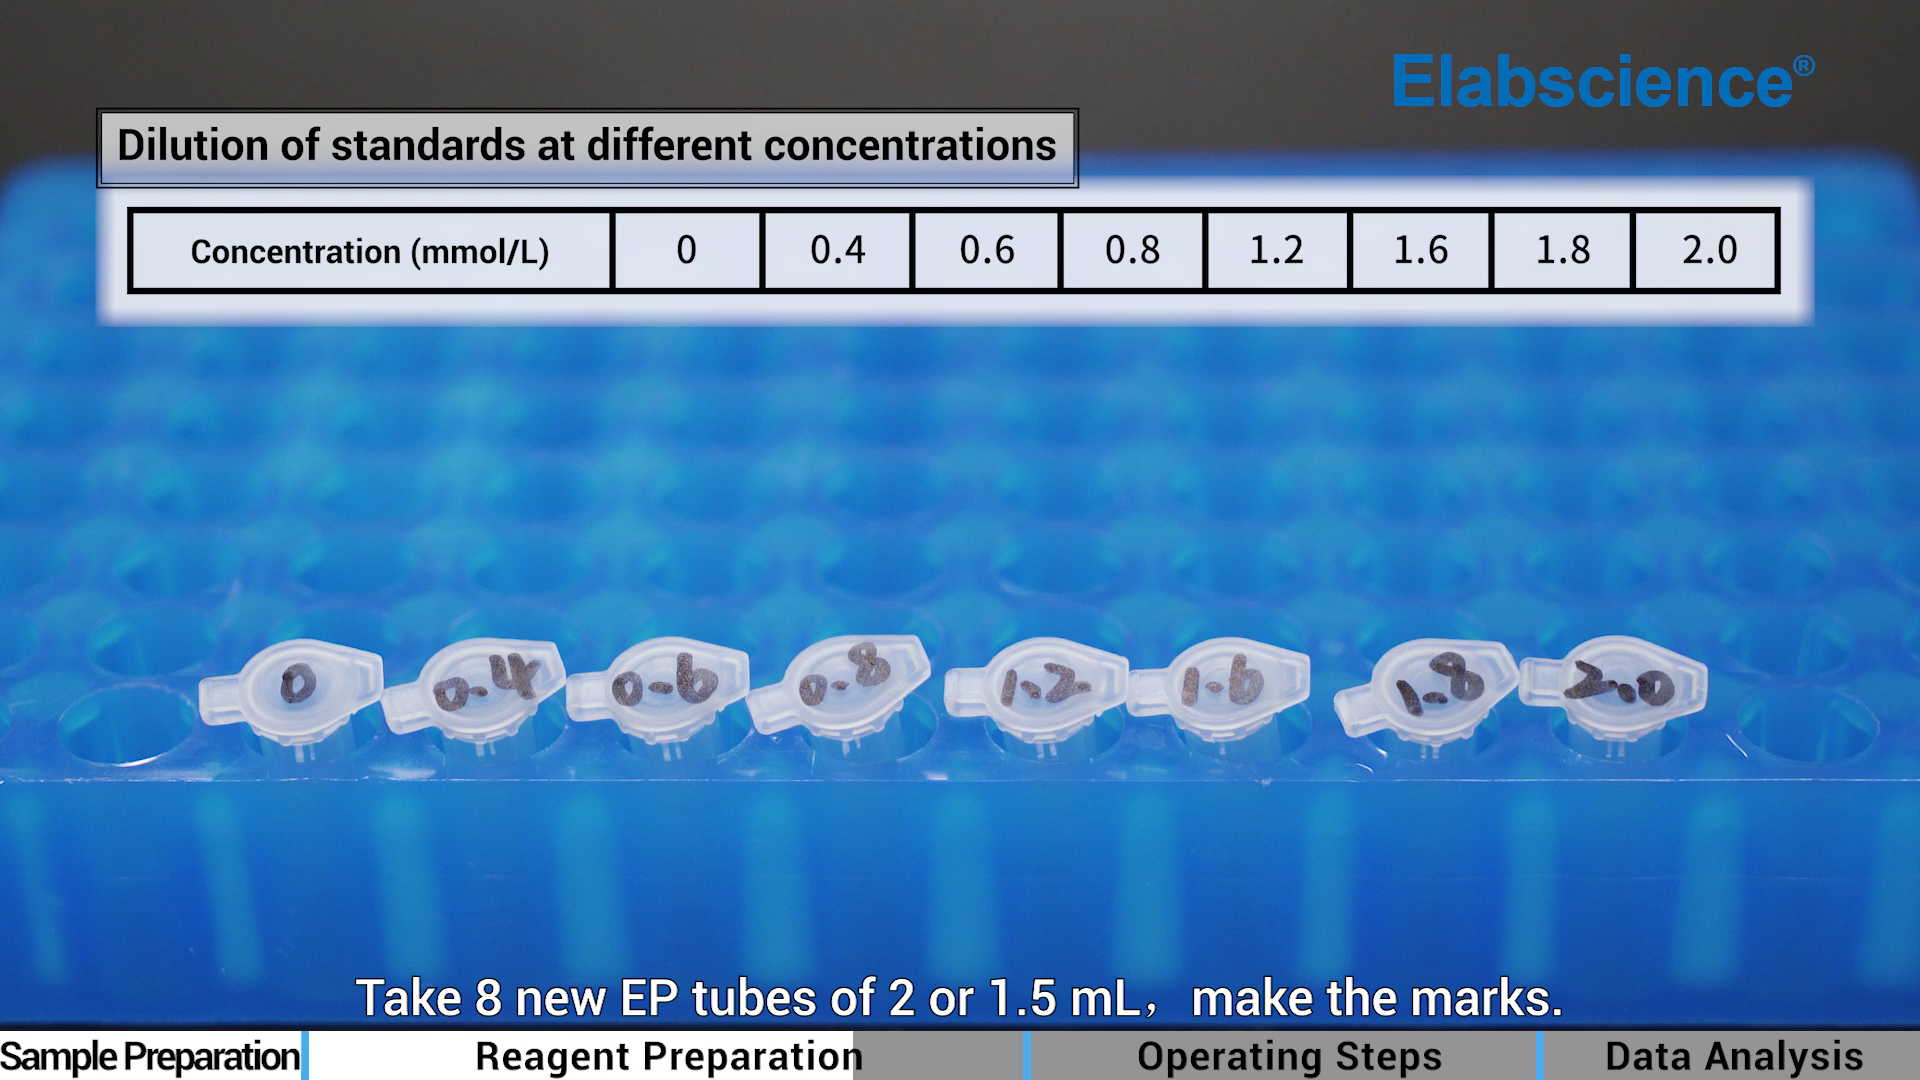 Elabscience®
Dilution of standards at different concentrations
Concentration (mmol/L) 0 0.4 0.6 0.8 1.2 1.6 1.8 2.0
0 0.4 0.6 0.8 1.2 1.6 1.8 2.0
Take 8 new EP tubes of 2 or 1.5 mL，make the marks.
Sample Preparation Reagent Preparation Operating Steps Data Analysis